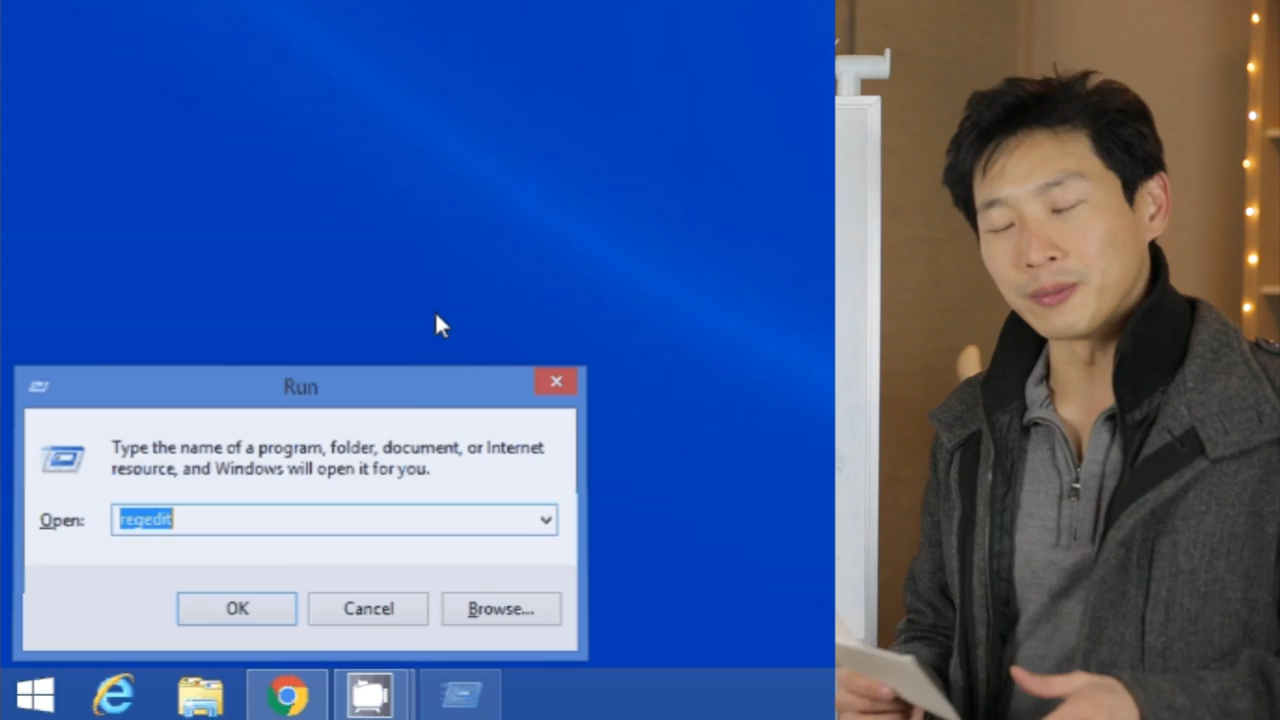 Run
Type the name of a program, folder, document, or Internet
resource, and Windows will open it for you.
Open: regedit
OK Cancel Browse...